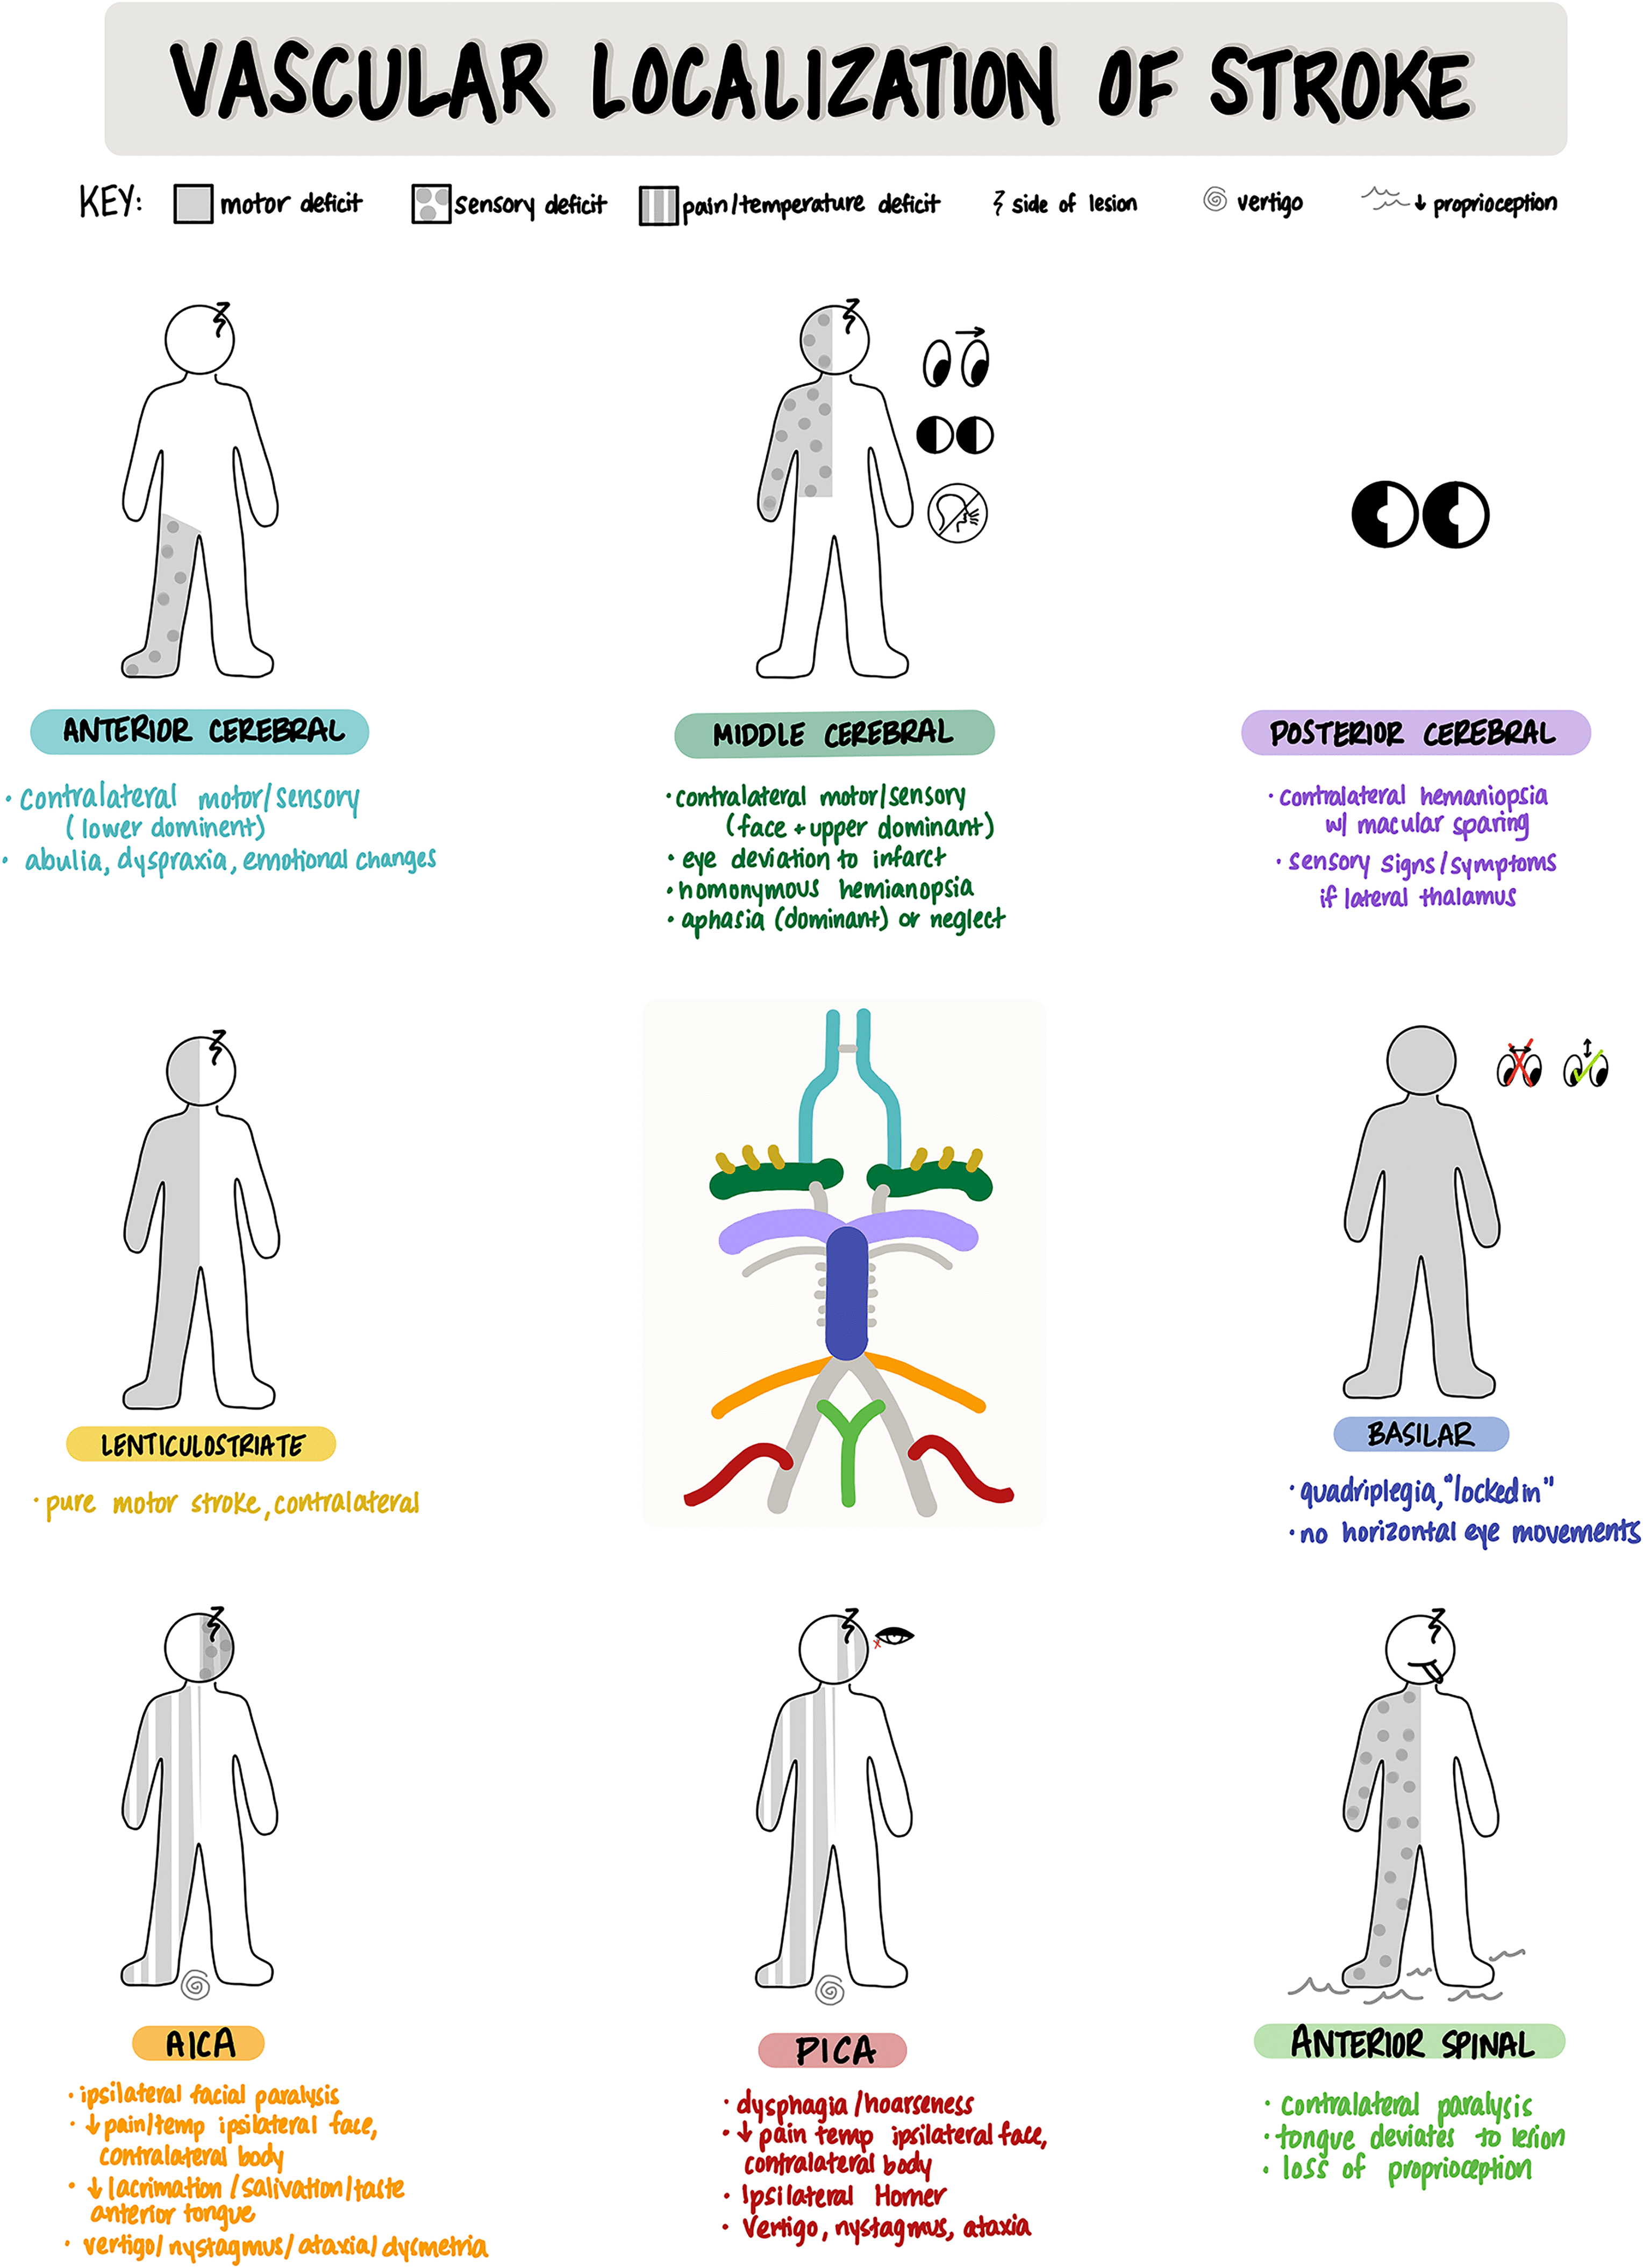 VASCULAR LOCALIZATION OF STROKE
KEY: motor deficit sensory deficit pain/temperature deficit side of lesion vertigo ↓ proprioception
ANTERIOR CEREBRAL
· contralateral motor/sensory
(lower dominent)
· abulia, dyspraxia, emotional changes
MIDDLE CEREBRAL
· contralateral motor/sensory
(face + upper dominant)
· eye deviation to infarct
· homonymous hemianopsia
· aphasia (dominant) or neglect
POSTERIOR CEREBRAL
· contralateral hemaniopsia
w/ macular sparing
· sensory signs/symptoms
if lateral thalamus
LENTICULOSTRIATE
· pure motor stroke, contralateral
BASILAR
· quadriplegia, "locked in"
· no horizontal eye movements
AICA
· ipsilateral facial paralysis
· ↓ pain/temp ipsilateral face,
contralateral body
· ↓ lacrimation/salivation/taste
anterior tongue
· vertigo/nystagmus/ataxia/dysmetria
PICA
· dysphagia/hoarseness
· ↓ pain temp ipsilateral face,
contralateral body
· Ipsilateral Horner
· Vertigo, nystagmus, ataxia
ANTERIOR SPINAL
· contralateral paralysis
· tongue deviates to lesion
· loss of proprioception